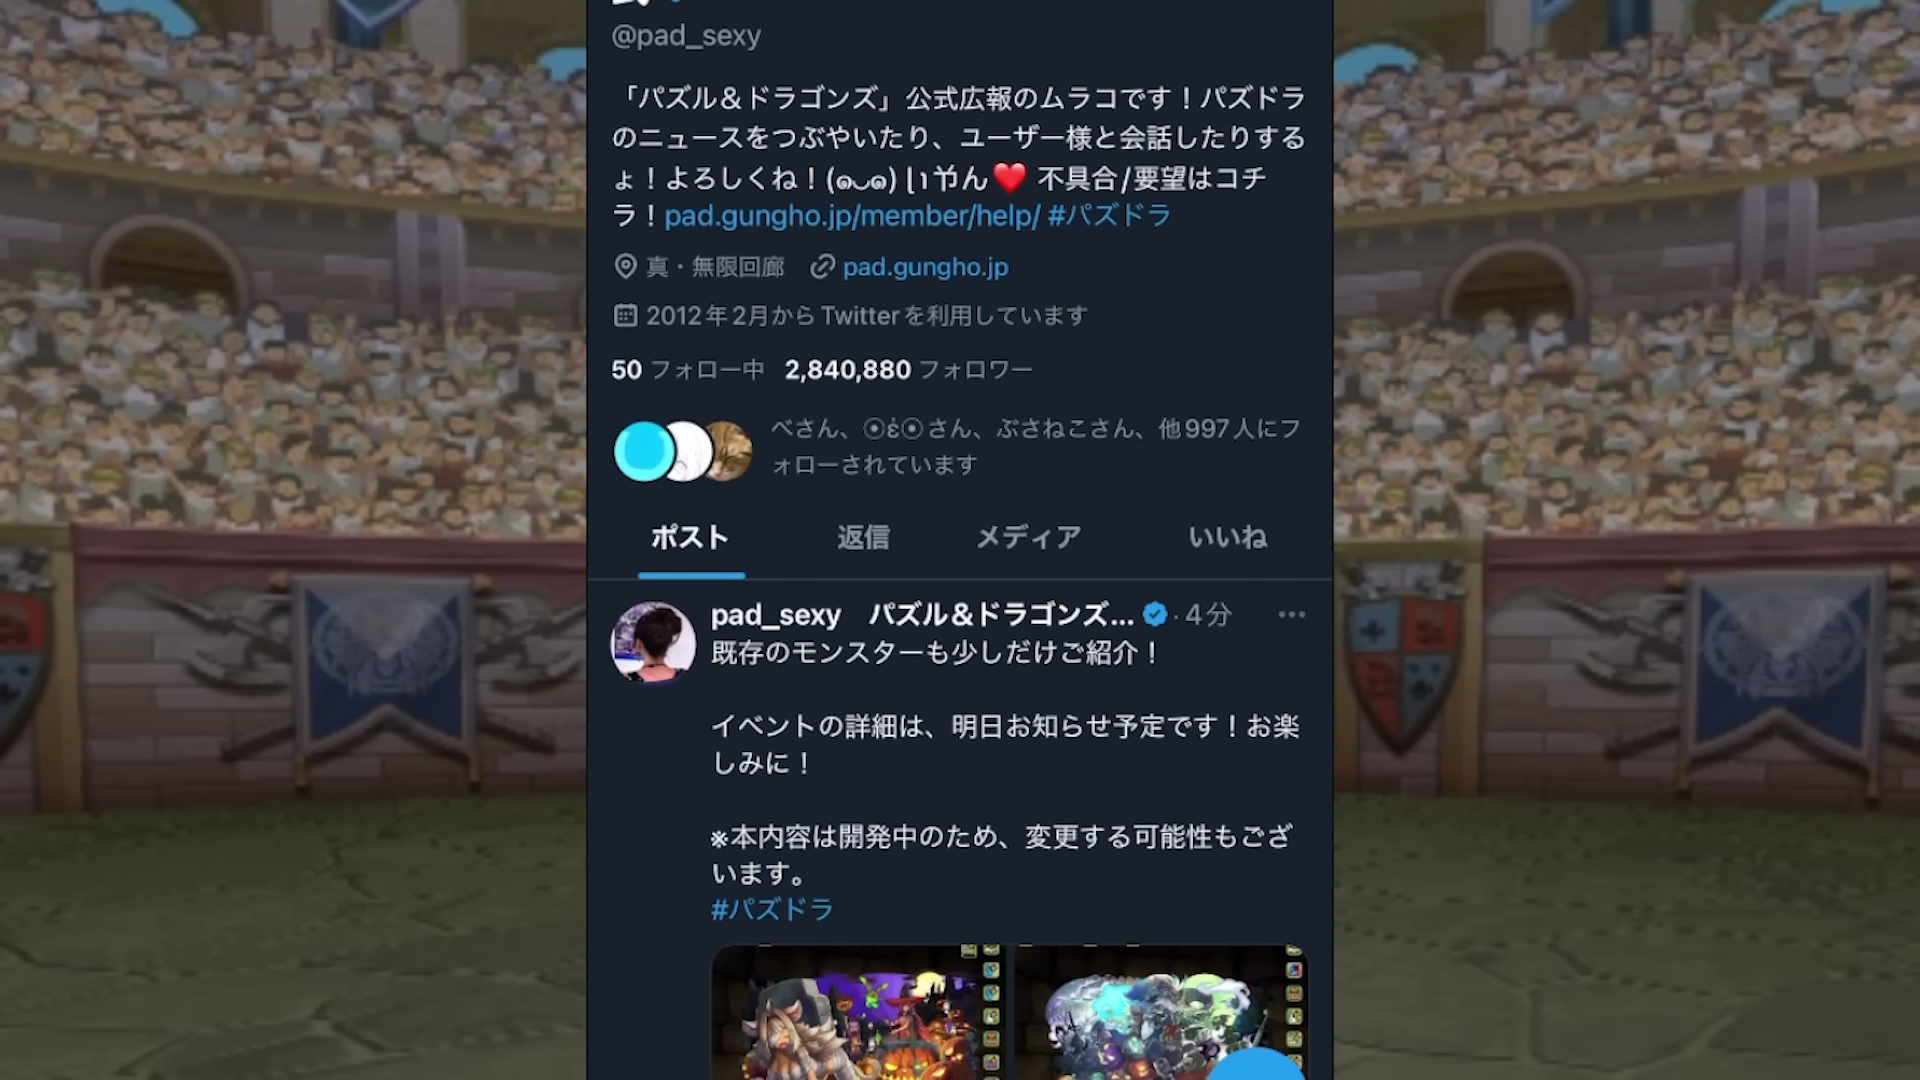 @pad_sexy
「パズル＆ドラゴンズ」公式広報のムラコです！パズドラ
のニュースをつぶやいたり、ユーザー様と会話したりする
ょ！よろしくね！(๑◡๑) 不具合/要望はコチ
ラ！pad.gungho.jp/member/help/ #パズドラ
真・無限回廊 pad.gungho.jp
2012年2月からTwitterを利用しています
50 フォロー中 2,840,880 フォロワー
べさん、⦿έ⦿さん、ぶさねこさん、他997人にフ
ォローされています
ポスト 返信 メディア いいね
pad_sexy パズル＆ドラゴンズ... · 4分
既存のモンスターも少しだけご紹介！
イベントの詳細は、明日お知らせ予定です！お楽
しみに！
※本内容は開発中のため、変更する可能性もござ
います。
#パズドラ